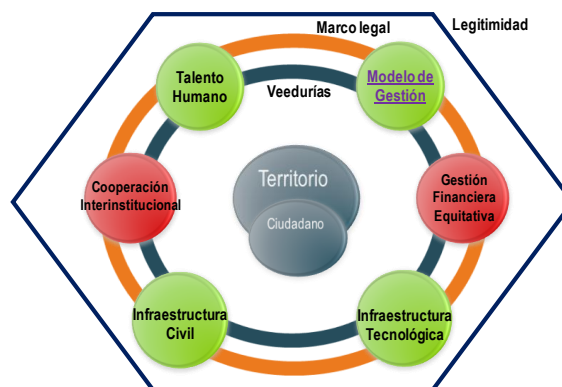 Marco legal
Legitimidad
Talento
Humano
Modelo de
Gestión
Veedurías
Territorio
Ciudadano
Cooperación
Interinstitucional
Gestión
Financiera
Equitativa
Infraestructura
Civil
Infraestructura
Tecnológica